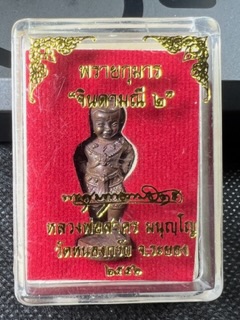 พรายกุมาร
"จินดามณี ๒"
หลวงพ่อสาคร มนุญโญ
วัดหนองกรับ จ.ระยอง
๒๕๕๒